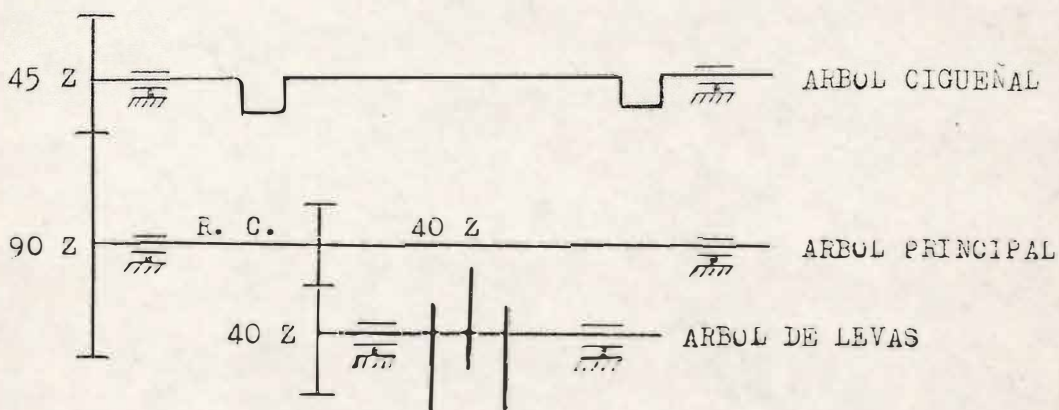 45 Z ARBOL CIGUEÑAL
R. C. 40 Z
90 Z ARBOL PRINCIPAL
40 Z ARBOL DE LEVAS